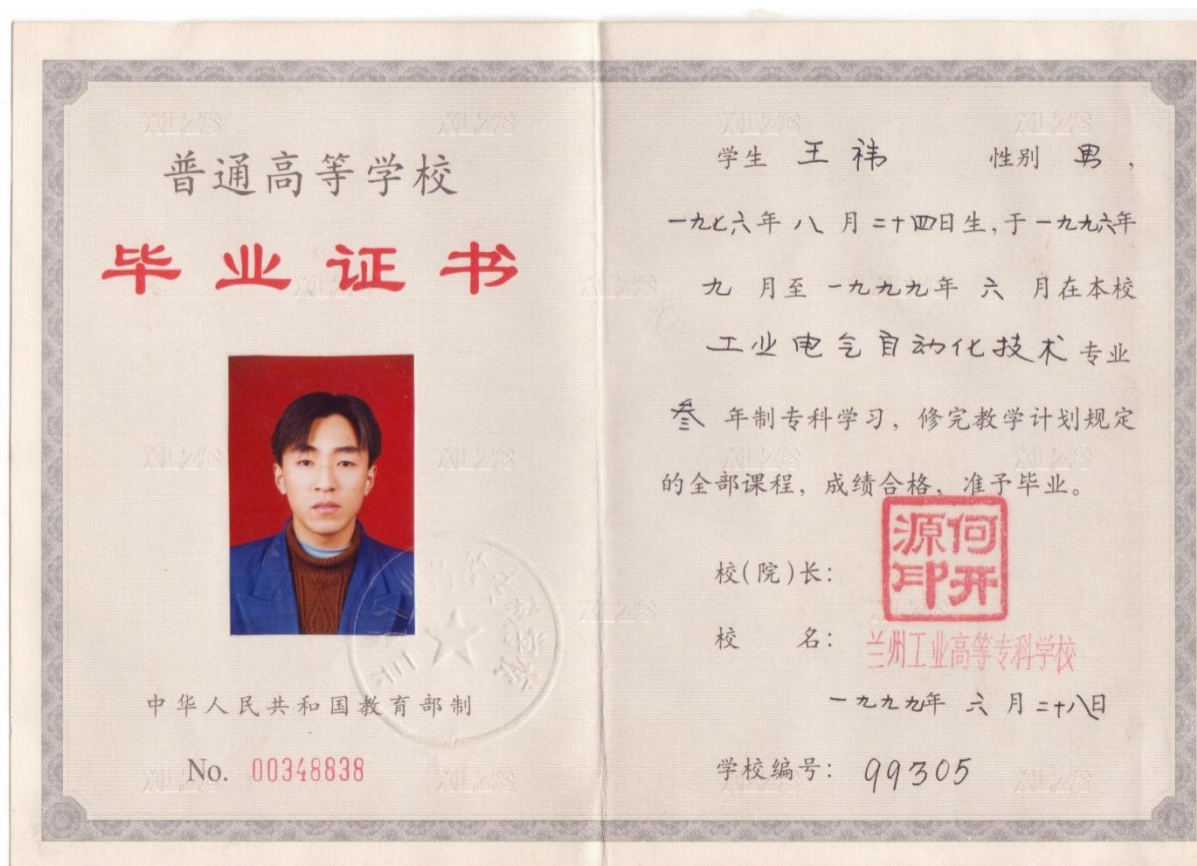 普通高等学校
毕业证书
中华人民共和国教育部制
No. 00348838
学生 王祎 性别 男，
一九七六年八月二十四日生，于一九九六年
九月至一九九九年六月在本校
工业电气自动化技术专业
叁年制专科学习，修完教学计划规定
的全部课程，成绩合格，准予毕业。
校(院)长：
何开源印
校名：兰州工业高等专科学校
一九九九年六月二十八日
学校编号：99305